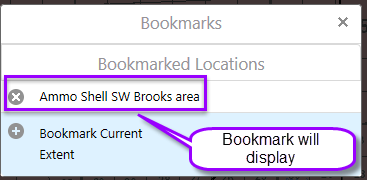 Bookmarks
Bookmarked Locations
Ammo Shell SW Brooks area
Bookmark Current
Extent
Bookmark will
display